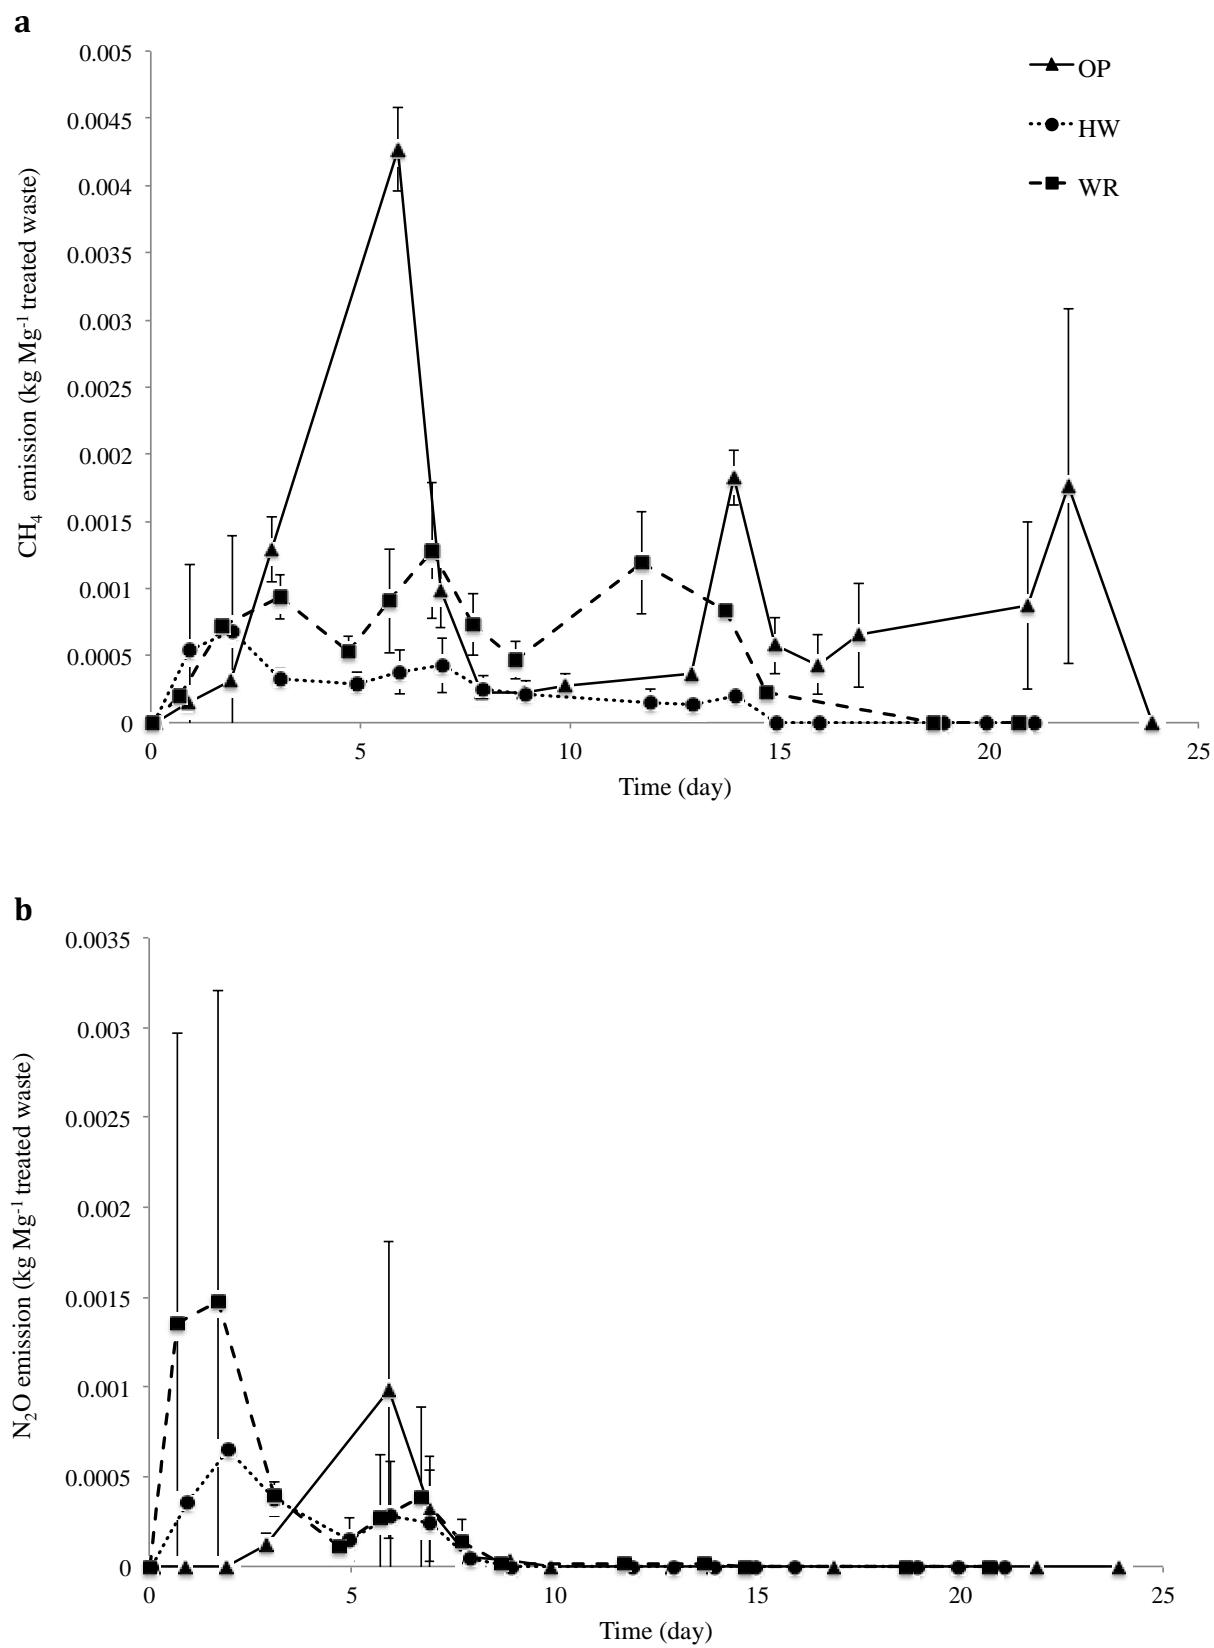 a
0.005
0.0045
0.004
0.0035
0.003
0.0025
0.002
0.0015
0.001
0.0005
0
CH₄ emission (kg Mg⁻¹ treated waste)
OP
HW
WR
0 5 10 15 20 25
Time (day)
b
0.0035
0.003
0.0025
0.002
0.0015
0.001
0.0005
0
N₂O emission (kg Mg⁻¹ treated waste)
0 5 10 15 20 25
Time (day)